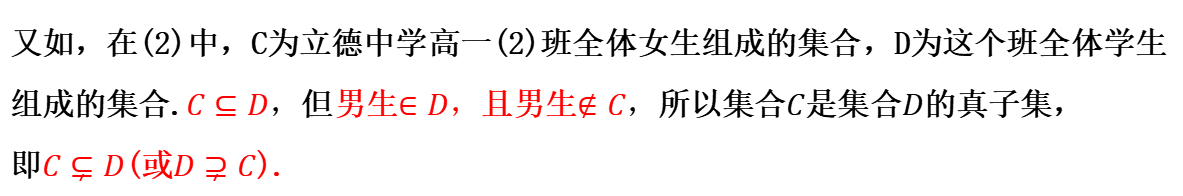 又如，在(2)中，C为立德中学高一(2)班全体女生组成的集合，D为这个班全体学生
组成的集合. C ⊆ D，但男生∈ D，且男生∉ C，所以集合C是集合D的真子集，
即C ⫋ D(或D ⫌ C).